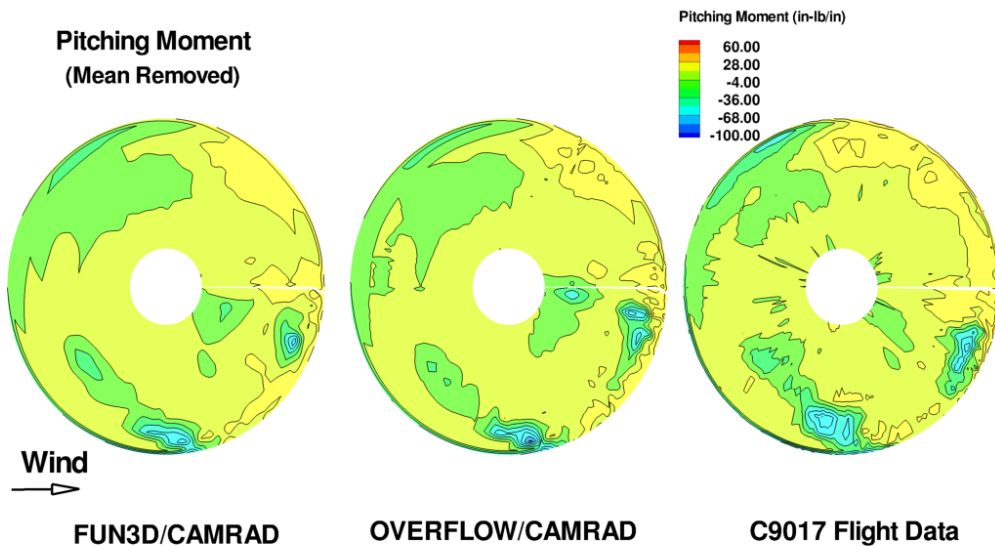 Pitching Moment
(Mean Removed)
Pitching Moment (in-lb/in)
60.00
28.00
-4.00
-36.00
-68.00
-100.00
Wind
FUN3D/CAMRAD
OVERFLOW/CAMRAD
C9017 Flight Data